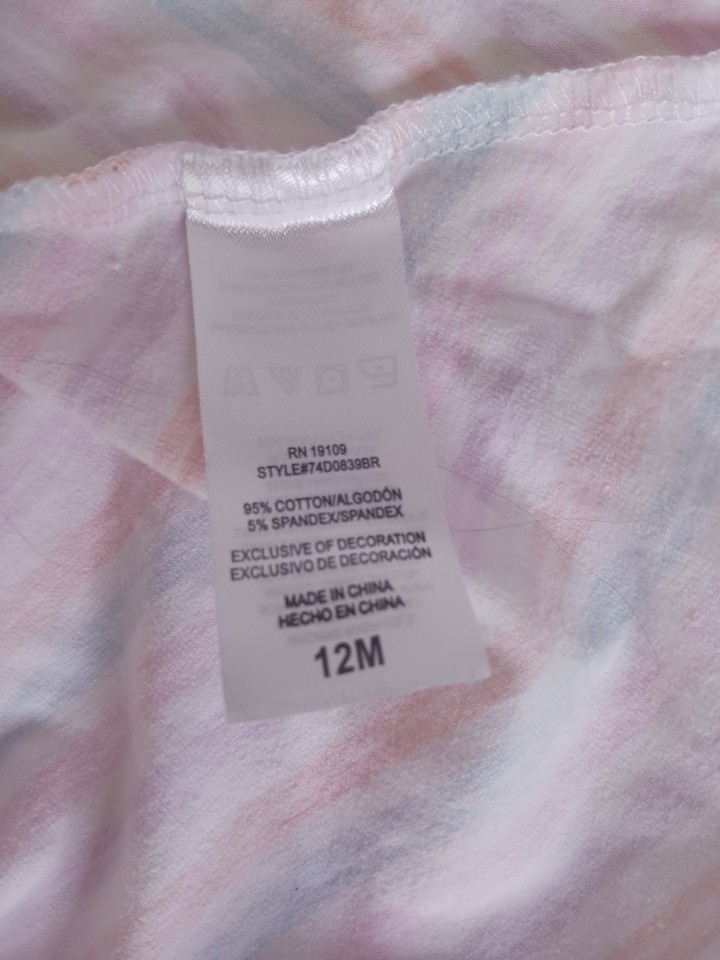 RN 19109
STYLE#74D0839BR
95% COTTON/ALGODÓN
5% SPANDEX/SPANDEX
EXCLUSIVE OF DECORATION
EXCLUSIVO DE DECORACIÓN
MADE IN CHINA
HECHO EN CHINA
12M